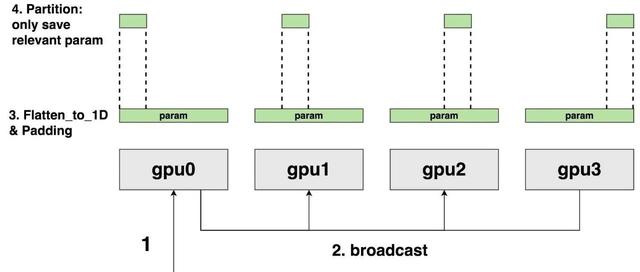 4. Partition:
only save
relevant param
3. Flatten_to_1D
& Padding
param
param
param
param
gpu0
gpu1
gpu2
gpu3
1
2. broadcast